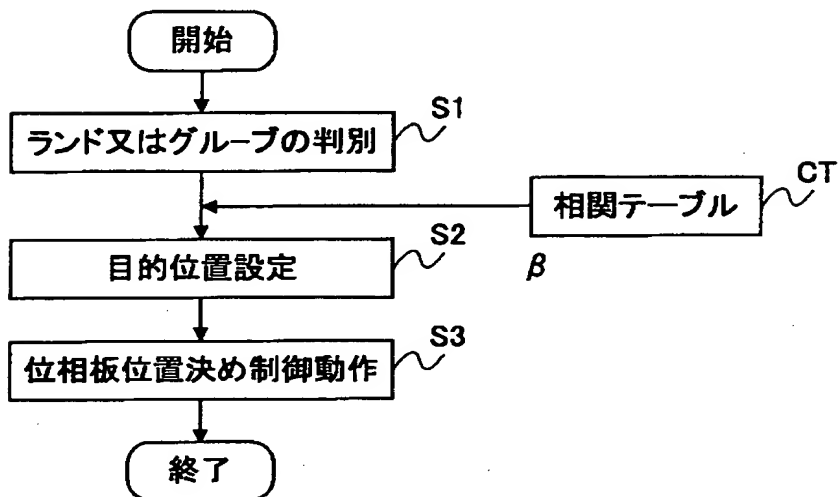 開始
S1
ランド又はグルーブの判別
CT
相関テーブル
S2
目的位置設定
β
S3
位相板位置決め制御動作
終了